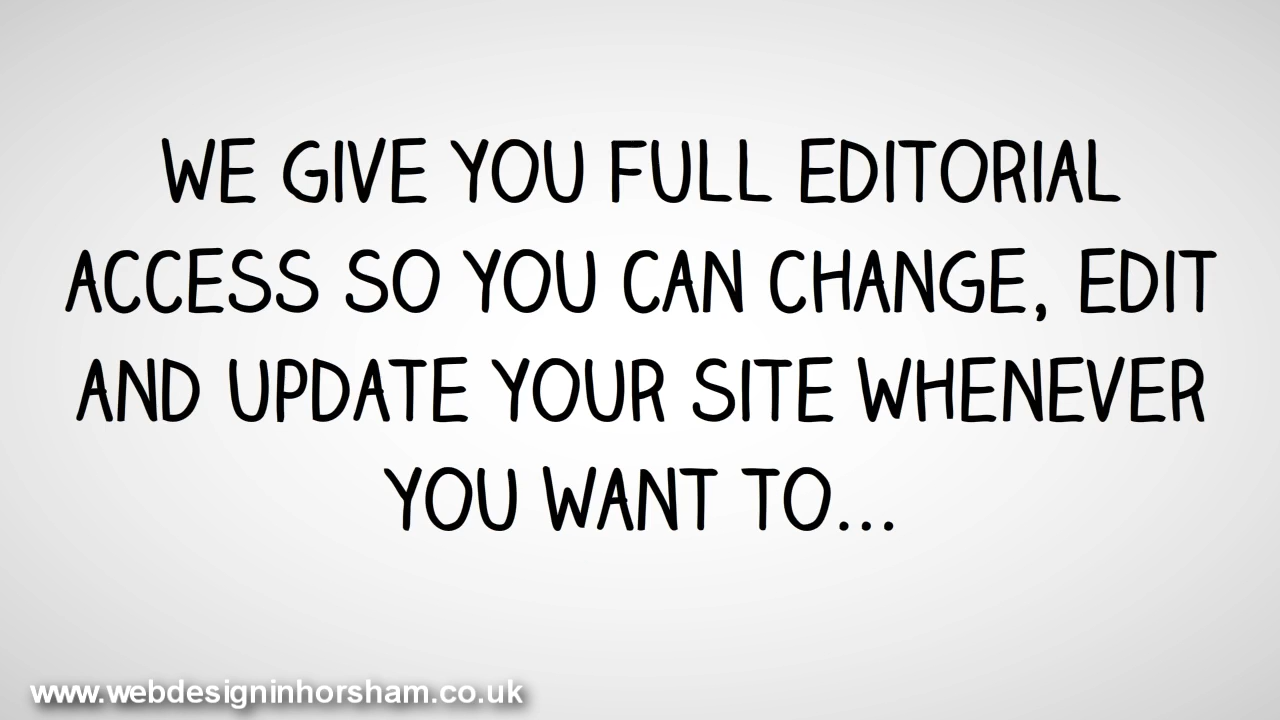 WE GIVE YOU FULL EDITORIAL
ACCESS SO YOU CAN CHANGE, EDIT
AND UPDATE YOUR SITE WHENEVER
YOU WANT TO...
www.webdesigninhorsham.co.uk